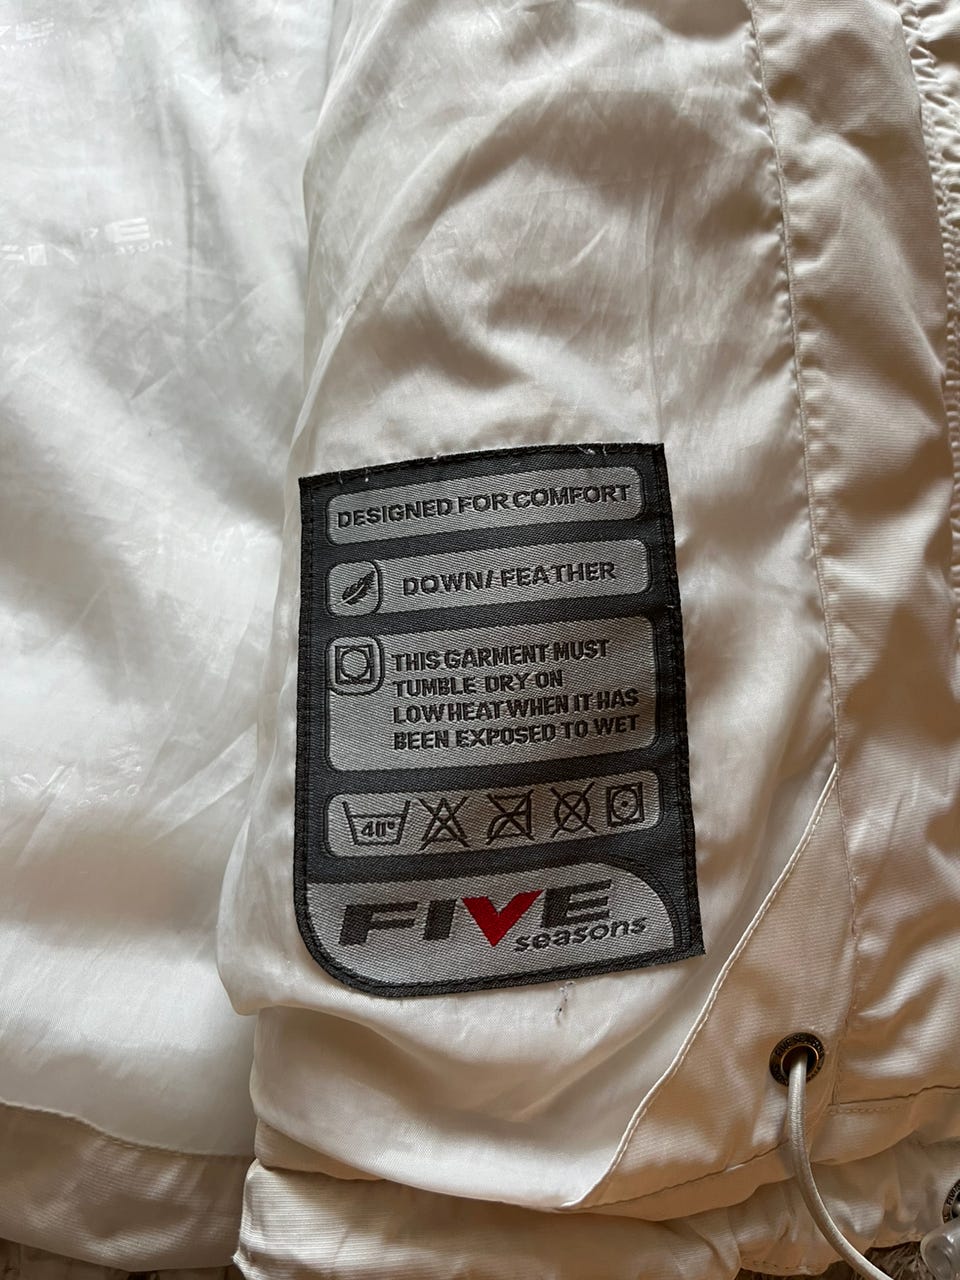 DESIGNED FOR COMFORT
DOWN/FEATHER
THIS GARMENT MUST
TUMBLE DRY ON
LOW HEAT WHEN IT HAS
BEEN EXPOSED TO WET
40°
FIVE
seasons